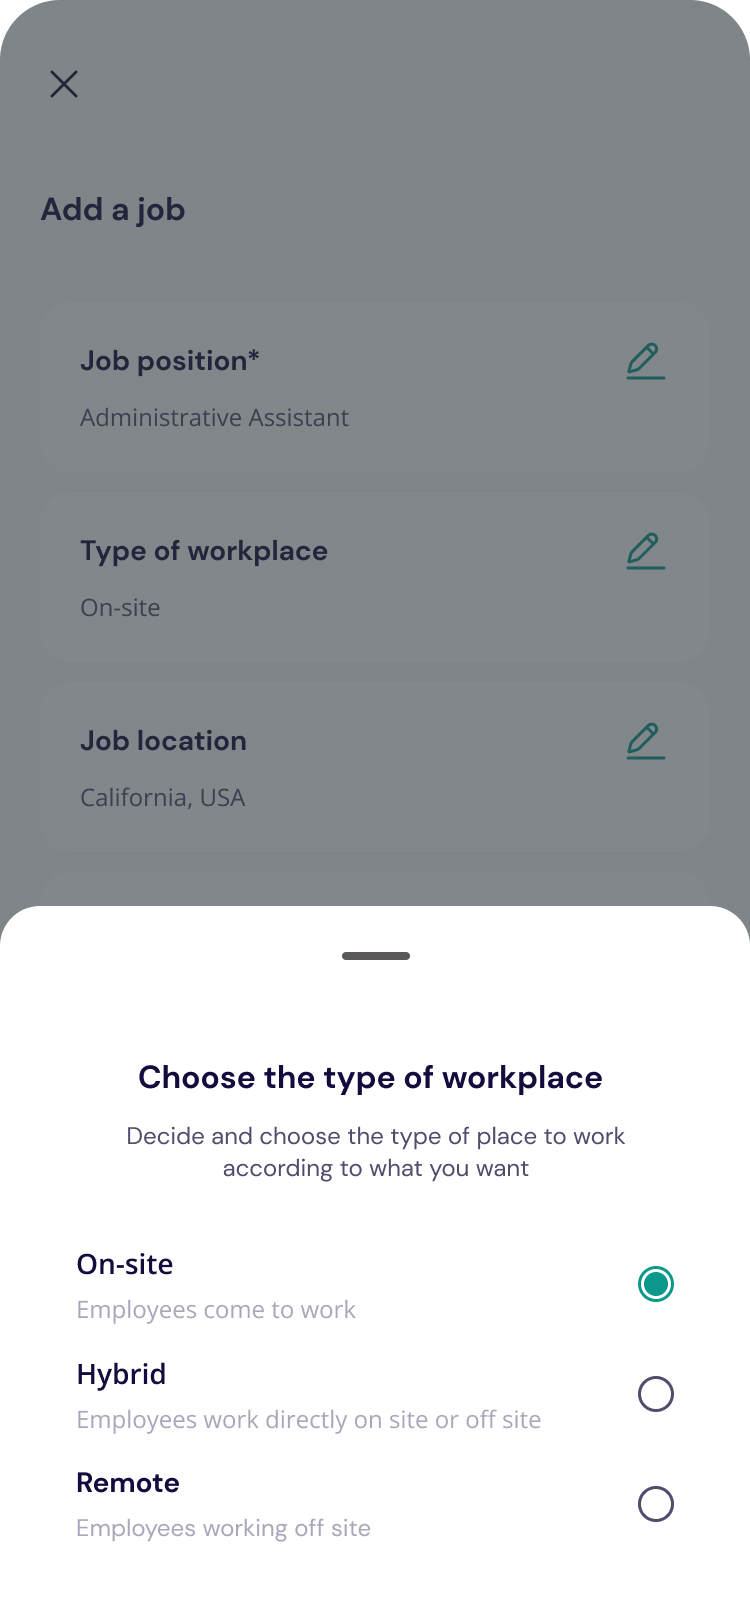 Add a job
Job position*
Administrative Assistant
Type of workplace
On-site
Job location
California, USA
Choose the type of workplace
Decide and choose the type of place to work
according to what you want
On-site
Employees come to work
Hybrid
Employees work directly on site or off site
Remote
Employees working off site